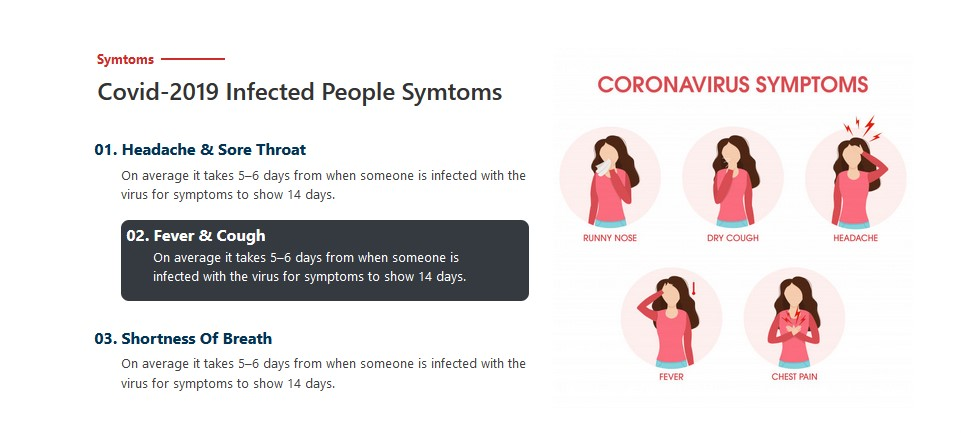 Symtoms
Covid-2019 Infected People Symtoms
01. Headache & Sore Throat
On average it takes 5–6 days from when someone is infected with the
virus for symptoms to show 14 days.
02. Fever & Cough
On average it takes 5–6 days from when someone is
infected with the virus for symptoms to show 14 days.
03. Shortness Of Breath
On average it takes 5–6 days from when someone is infected with the
virus for symptoms to show 14 days.
CORONAVIRUS SYMPTOMS
RUNNY NOSE
DRY COUGH
HEADACHE
FEVER
CHEST PAIN